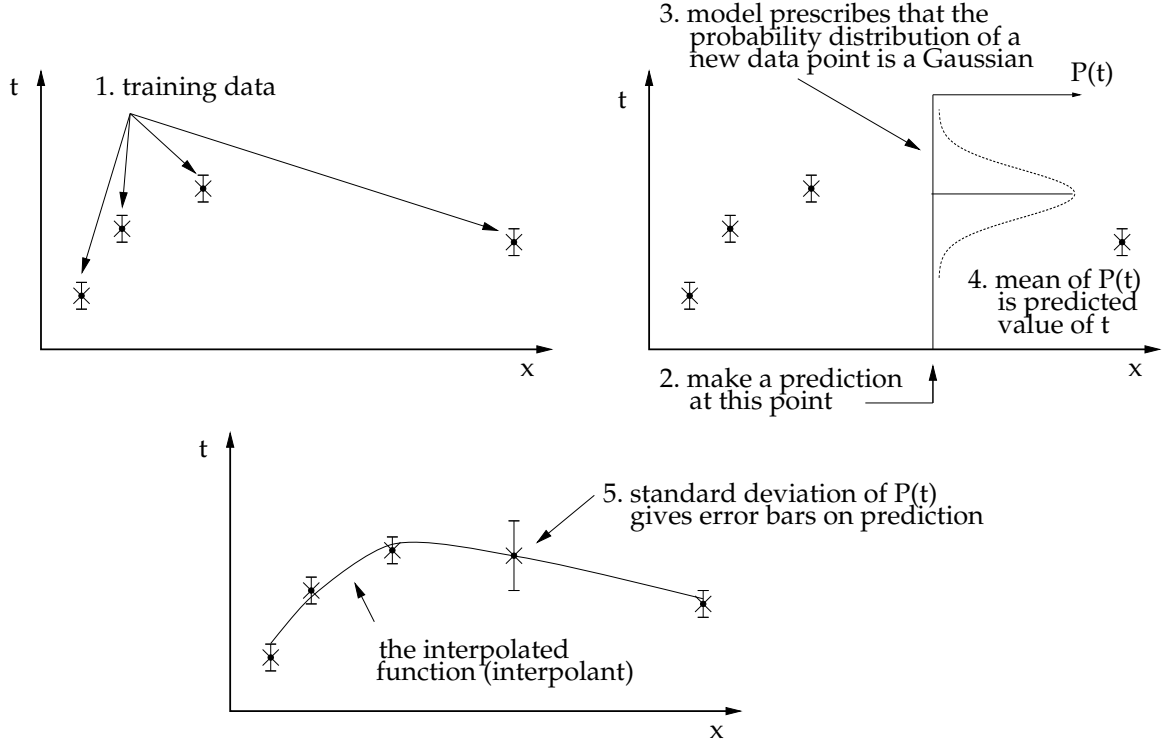 t
1. training data
x
3. model prescribes that the
probability distribution of a
new data point is a Gaussian
P(t)
t
4. mean of P(t)
is predicted
value of t
x
2. make a prediction
at this point
t
5. standard deviation of P(t)
gives error bars on prediction
the interpolated
function (interpolant)
x